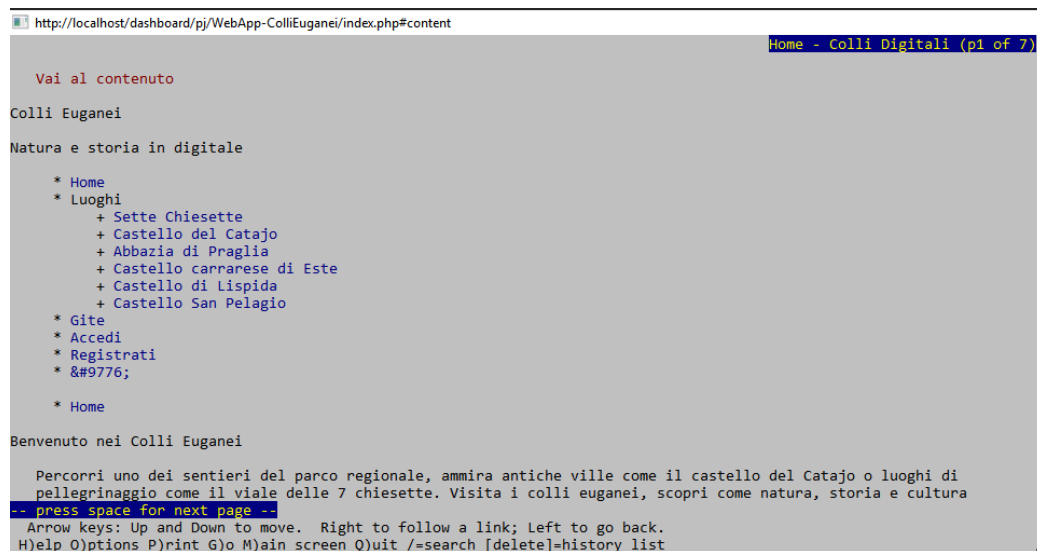 http://localhost/dashboard/pj/WebApp-ColliEuganei/index.php#content
Home - Colli Digitali (p1 of 7)
Vai al contenuto
Colli Euganei
Natura e storia in digitale
* Home
* Luoghi
+ Sette Chiesette
+ Castello del Catajo
+ Abbazia di Praglia
+ Castello carrarese di Este
+ Castello di Lispida
+ Castello San Pelagio
* Gite
* Accedi
* Registrati
* &#9776;
* Home
Benvenuto nei Colli Euganei
Percorri uno dei sentieri del parco regionale, ammira antiche ville come il castello del Catajo o luoghi di
pellegrinaggio come il viale delle 7 chiesette. Visita i colli euganei, scopri come natura, storia e cultura
-- press space for next page --
Arrow keys: Up and Down to move. Right to follow a link; Left to go back.
H)elp O)ptions P)rint G)o M)ain screen Q)uit /=search [delete]=history list